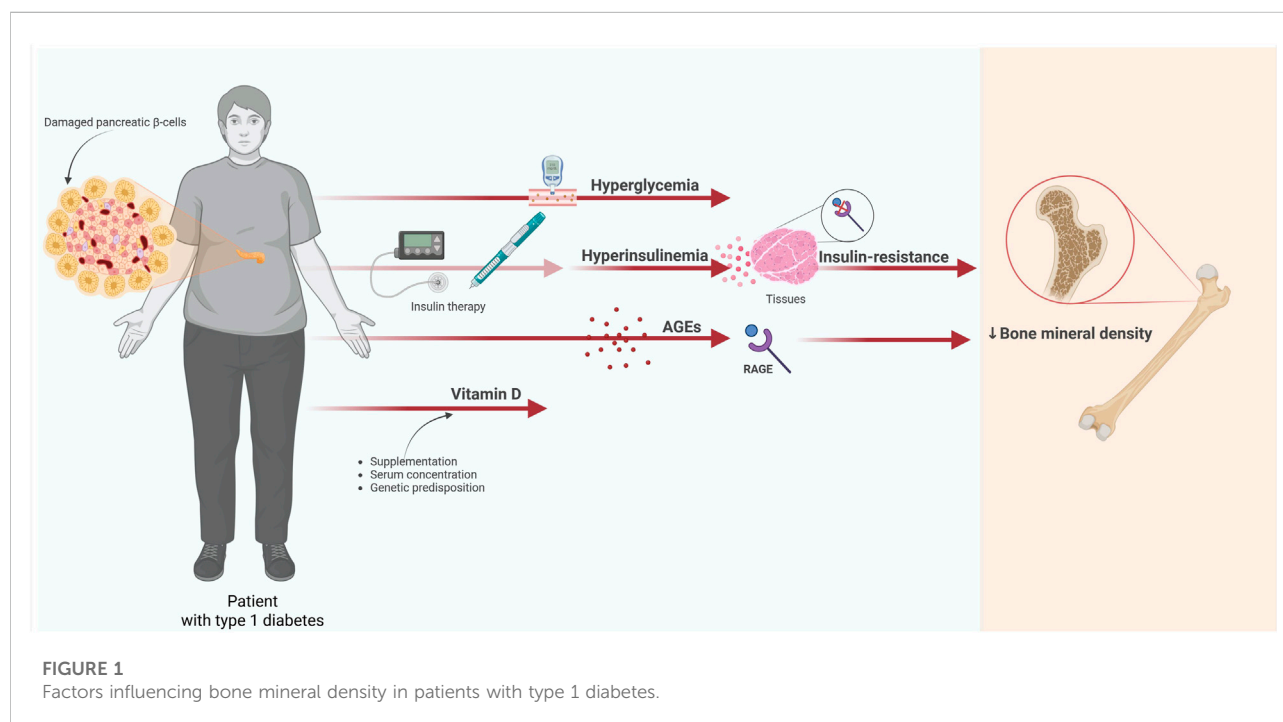 Damaged pancreatic β-cells
Hyperglycemia
Hyperinsulinemia
Insulin-resistance
Insulin therapy
Tissues
AGEs
RAGE
↓Bone mineral density
Vitamin D
• Supplementation
• Serum concentration
• Genetic predisposition
Patient
with type 1 diabetes
FIGURE 1
Factors influencing bone mineral density in patients with type 1 diabetes.